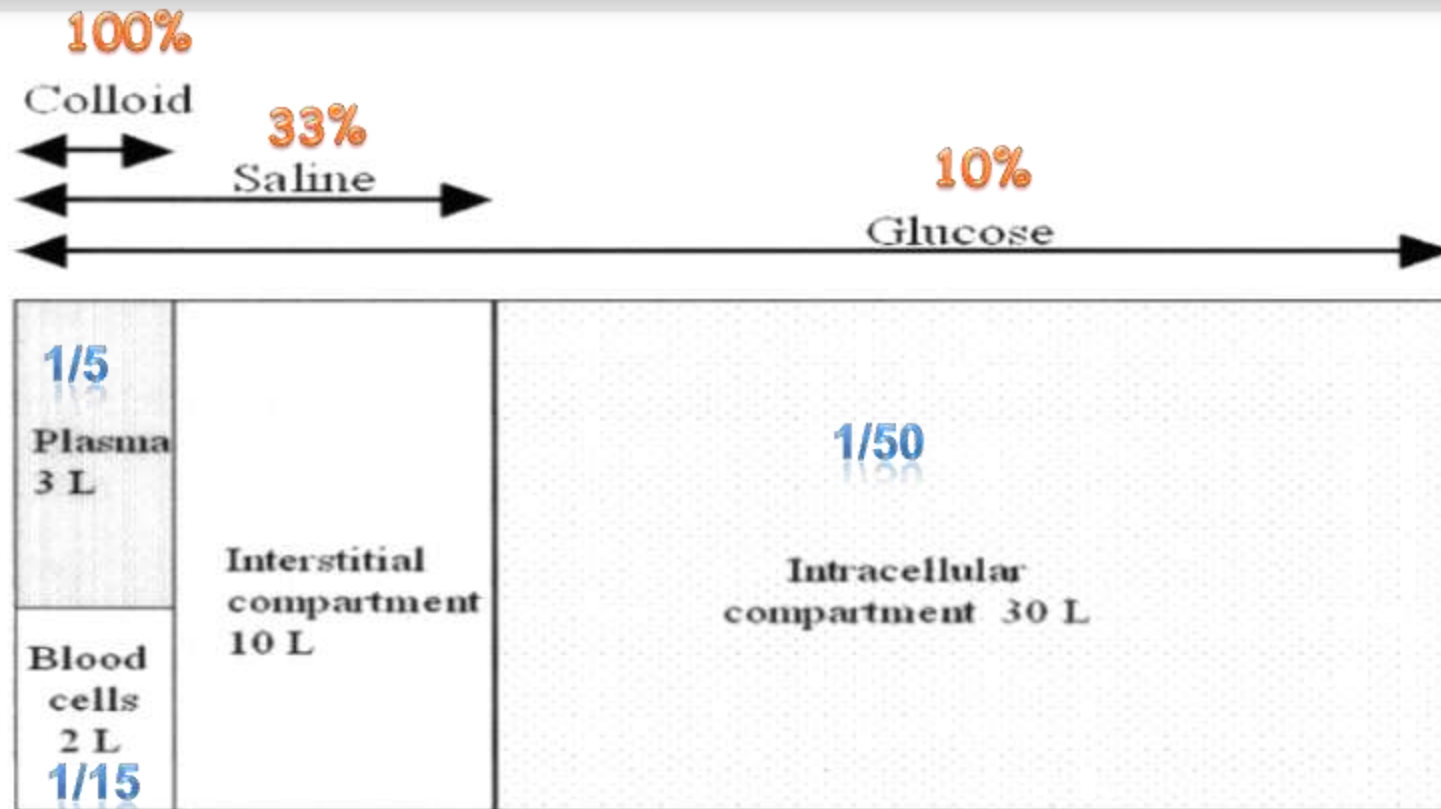 100%
Colloid
33%
Saline
10%
Glucose
1/5
Plasma
3 L
1/50
Interstitial
compartment
10 L
Intracellular
compartment 30 L
Blood
cells
2 L
1/15